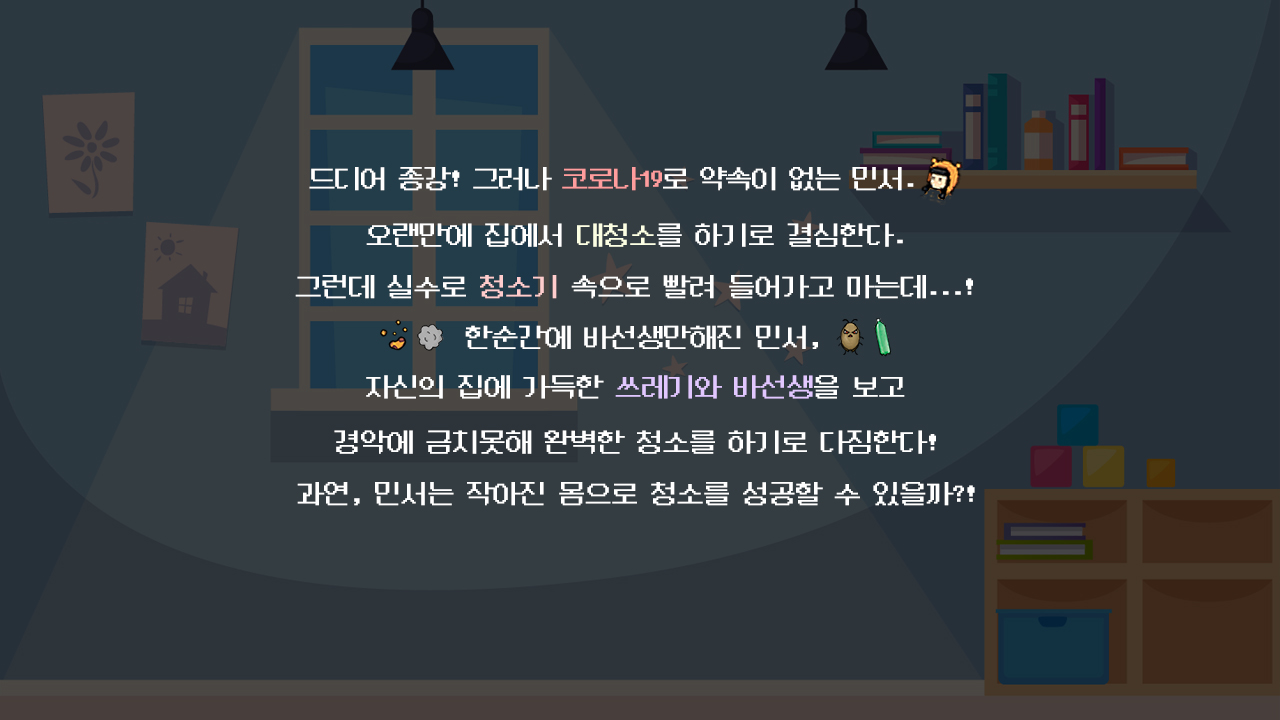 드디어 종강! 그러나 코로나19로 약속이 없는 민서.
오랜만에 집에서 대청소를 하기로 결심한다.
그런데 실수로 청소기 속으로 빨려 들어가고 마는데...!
한순간에 바선생만해진 민서,
자신의 집에 가득한 쓰레기와 바선생을 보고
경악에 금치못해 완벽한 청소를 하기로 다짐한다!
과연, 민서는 작아진 몸으로 청소를 성공할 수 있을까?!